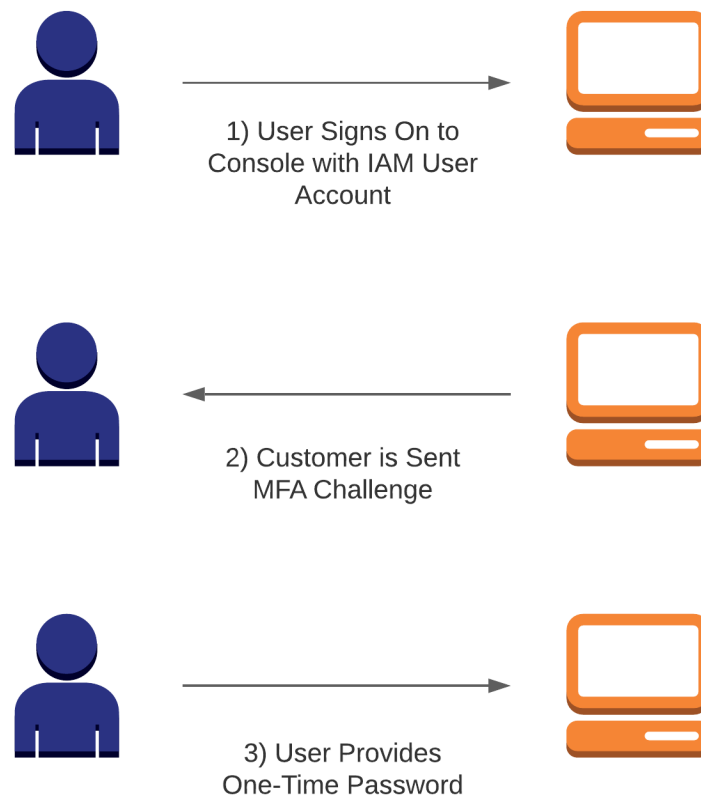 1) User Signs On to
Console with IAM User
Account
2) Customer is Sent
MFA Challenge
3) User Provides
One-Time Password